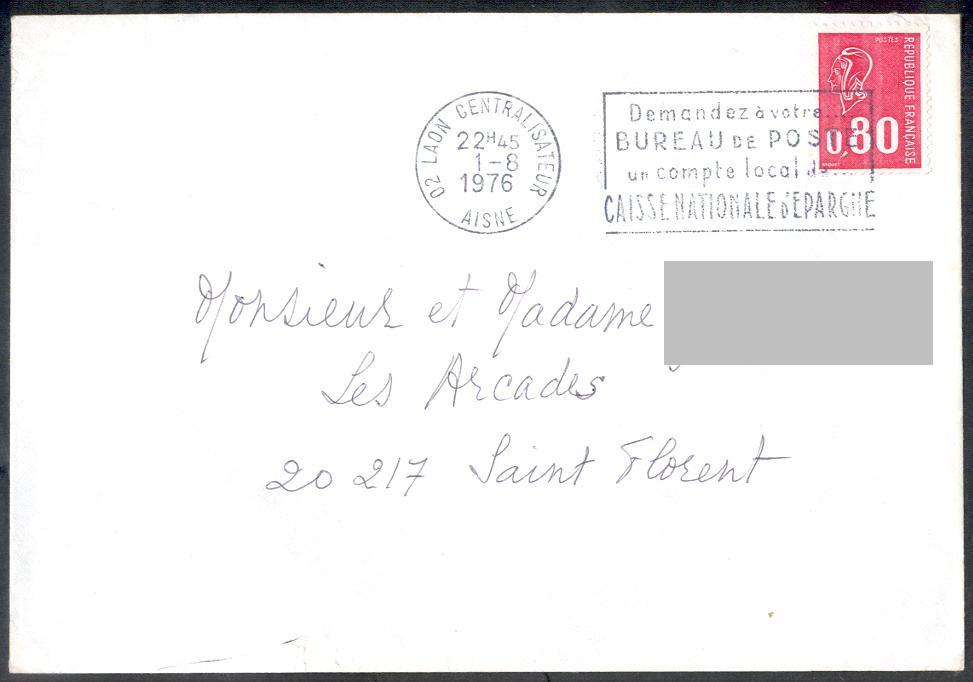 POSTES
REPUBLIQUE FRANÇAISE
0,80
02 LAON CENTRALISATEUR
22H45
1-8
1976
AISNE
Demandez à votre....
BUREAU DE POSTE
un compte local de....
CAISSE NATIONALE D'EPARGNE
Monsieur et Madame
Les Arcades
20 217 Saint Florent